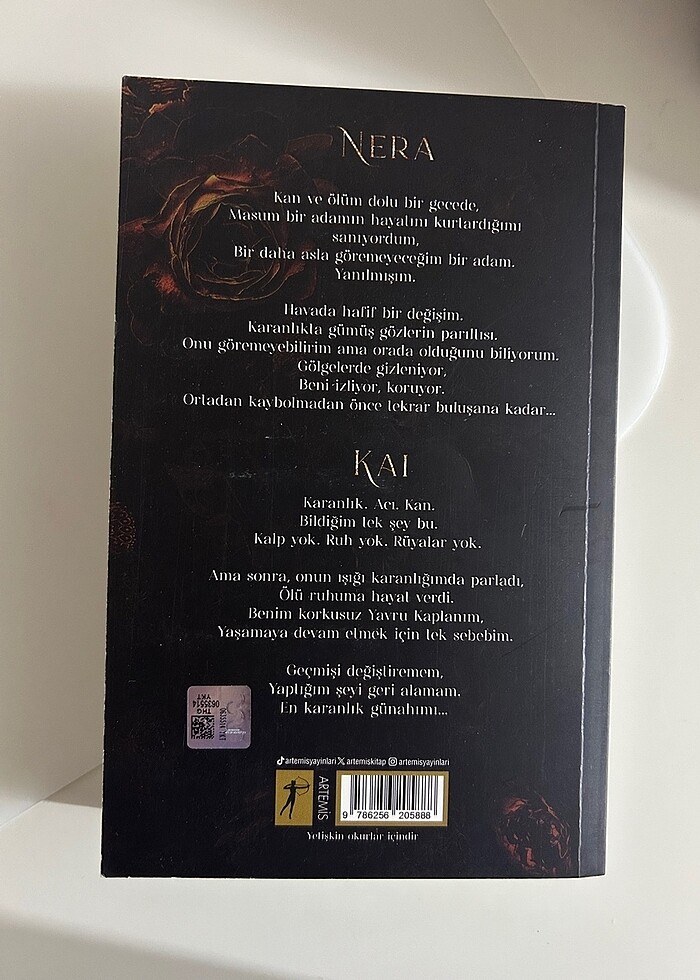 NERA
Kan ve ölüm dolu bir gecede,
Masum bir adamın hayatını kurtardığımı
sanıyordum,
Bir daha asla göremeyeceğim bir adam.
Yanılmışım.
Havada hafif bir değişim.
Karanlıkta gümüş gözlerin parıltısı.
Onu göremeyebilirim ama orada olduğunu biliyorum.
Gölgelerde gizleniyor,
Beni izliyor, koruyor.
Ortadan kaybolmadan önce tekrar buluşana kadar...
KAI
Karanlık. Acı. Kan.
Bildiğim tek şey bu.
Kalp yok. Ruh yok. Rüyalar yok.
Ama sonra, onun ışığı karanlığımda parladı,
Ölü ruhuma hayat verdi.
Benim korkusuz Yavru Kaplanım,
Yaşamaya devam etmek için tek sebebim.
Geçmişi değiştiremem,
Yaptığım şeyi geri alamam.
En karanlık günahımı...
THG
0635514
YKT
artemisyayinlari X artemiskitap artemisyayinlari
ARTEMİS
9 786256 205888
Yetişkin okurlar içindir